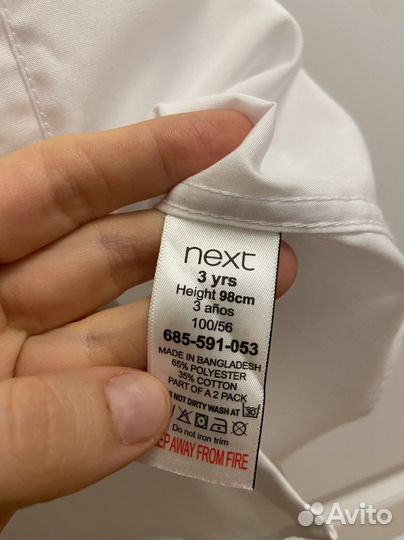 next
3 yrs
Height 98cm
3 años
100/56
685-591-053
MADE IN BANGLADESH
65% POLYESTER
35% COTTON
PART OF A 2 PACK
NOT DIRTY WASH AT 30
Do not iron trim
AWAY FROM FIRE
Avito